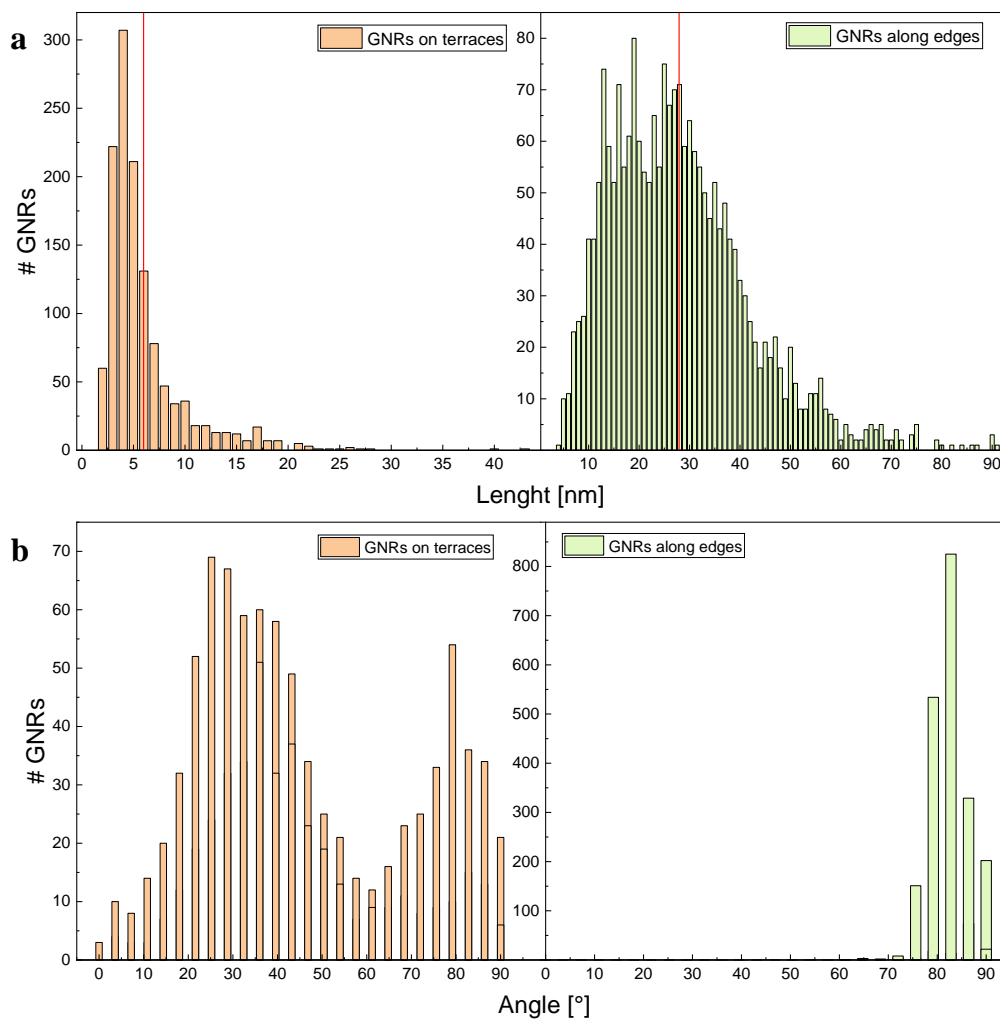 a
GNRs on terraces
GNRs along edges
300
250
200
150
100
50
0
80
70
60
50
40
30
20
10
# GNRs
0 5 10 15 20 25 30 35 40
10 20 30 40 50 60 70 80 90
Lenght [nm]
b
GNRs on terraces
GNRs along edges
70
60
50
40
30
20
10
0
800
700
600
500
400
300
200
100
# GNRs
0 10 20 30 40 50 60 70 80 90
0 10 20 30 40 50 60 70 80 90
Angle [°]